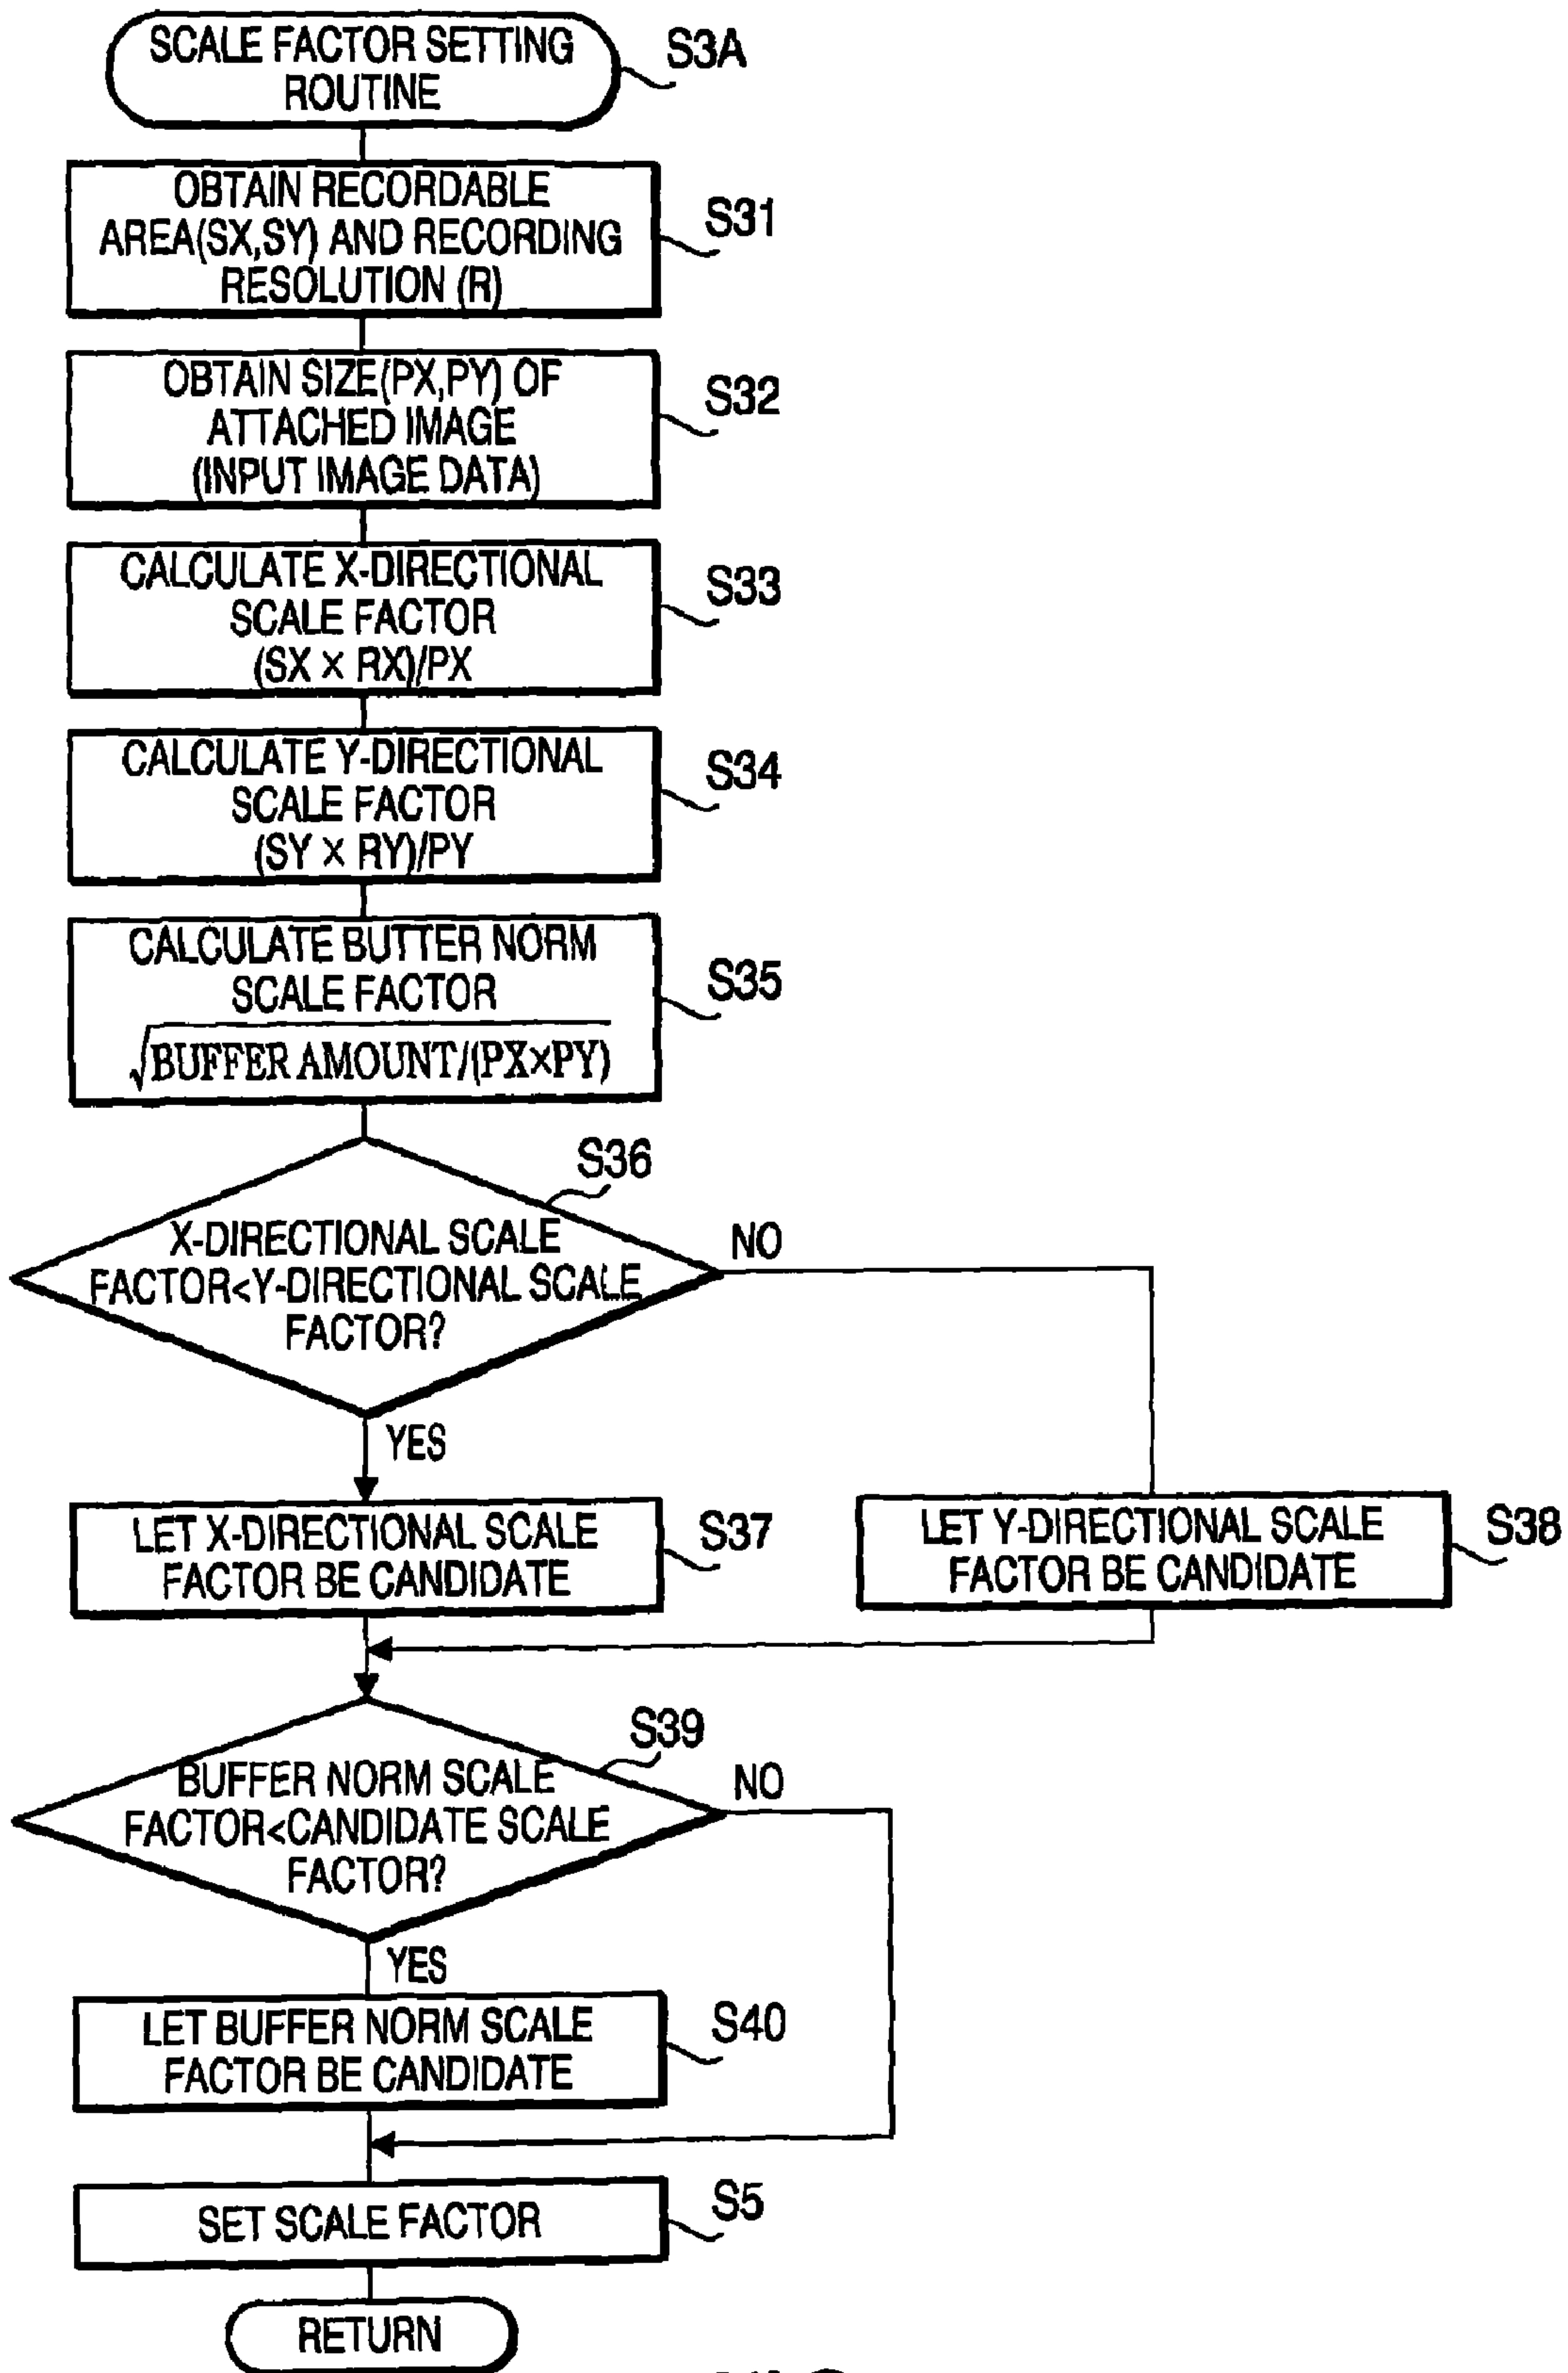 SCALE FACTOR SETTING
ROUTINE
S3A
OBTAIN RECORDABLE
AREA(SX,SY) AND RECORDING
RESOLUTION (R)
S31
OBTAIN SIZE(PX,PY) OF
ATTACHED IMAGE
(INPUT IMAGE DATA)
S32
CALCULATE X-DIRECTIONAL
SCALE FACTOR
(SX × RX)/PX
S33
CALCULATE Y-DIRECTIONAL
SCALE FACTOR
(SY × RY)/PY
S34
CALCULATE BUTTER NORM
SCALE FACTOR
√BUFFER AMOUNT/(PX×PY)
S35
S36
X-DIRECTIONAL SCALE
FACTOR<Y-DIRECTIONAL SCALE
FACTOR?
NO
YES
LET X-DIRECTIONAL SCALE
FACTOR BE CANDIDATE
S37
LET Y-DIRECTIONAL SCALE
FACTOR BE CANDIDATE
S38
S39
BUFFER NORM SCALE
FACTOR<CANDIDATE SCALE
FACTOR?
NO
YES
LET BUFFER NORM SCALE
FACTOR BE CANDIDATE
S40
SET SCALE FACTOR
S5
RETURN